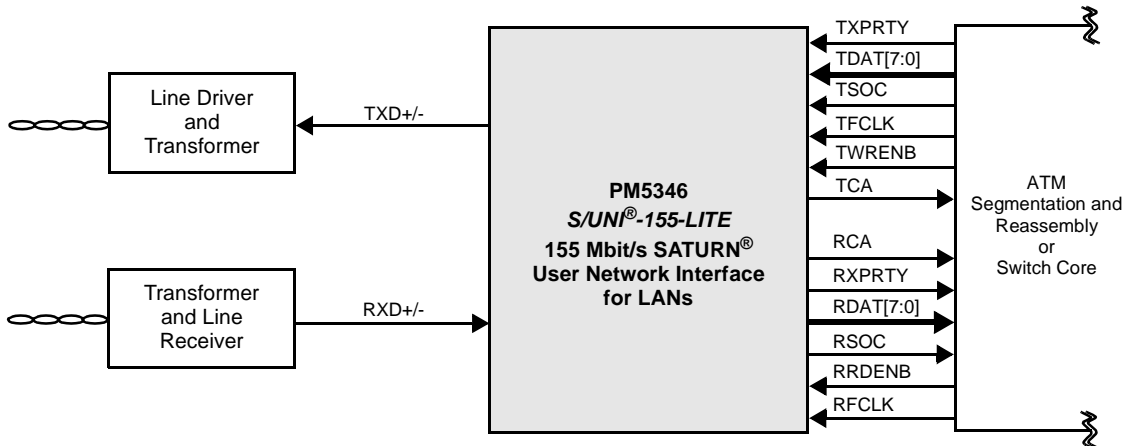 Line Driver
and
Transformer
TXD+/-
Transformer
and Line
Receiver
RXD+/-
PM5346
S/UNI®-155-LITE
155 Mbit/s SATURN®
User Network Interface
for LANs
TXPRTY
TDAT[7:0]
TSOC
TFCLK
TWRENB
TCA
RCA
RXPRTY
RDAT[7:0]
RSOC
RRDENB
RFCLK
ATM
Segmentation and
Reassembly
or
Switch Core